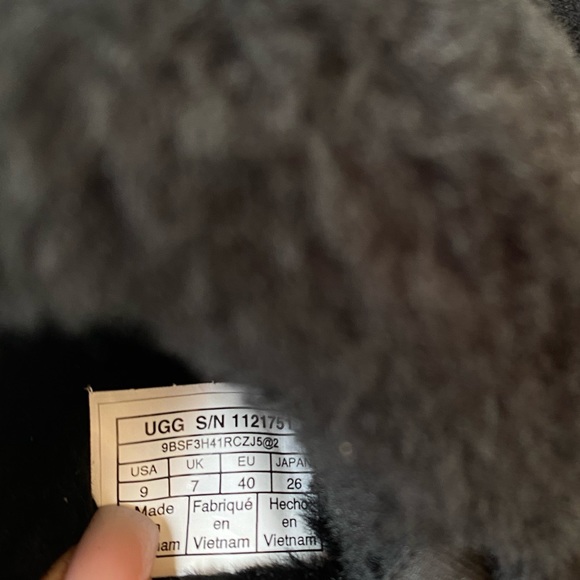 UGG S/N 1121751
9BSF3H41RCZJ5@2
USA UK EU JAPAN
9 7 40 26
Made Fabriqué Hecho
en en
Vietnam Vietnam